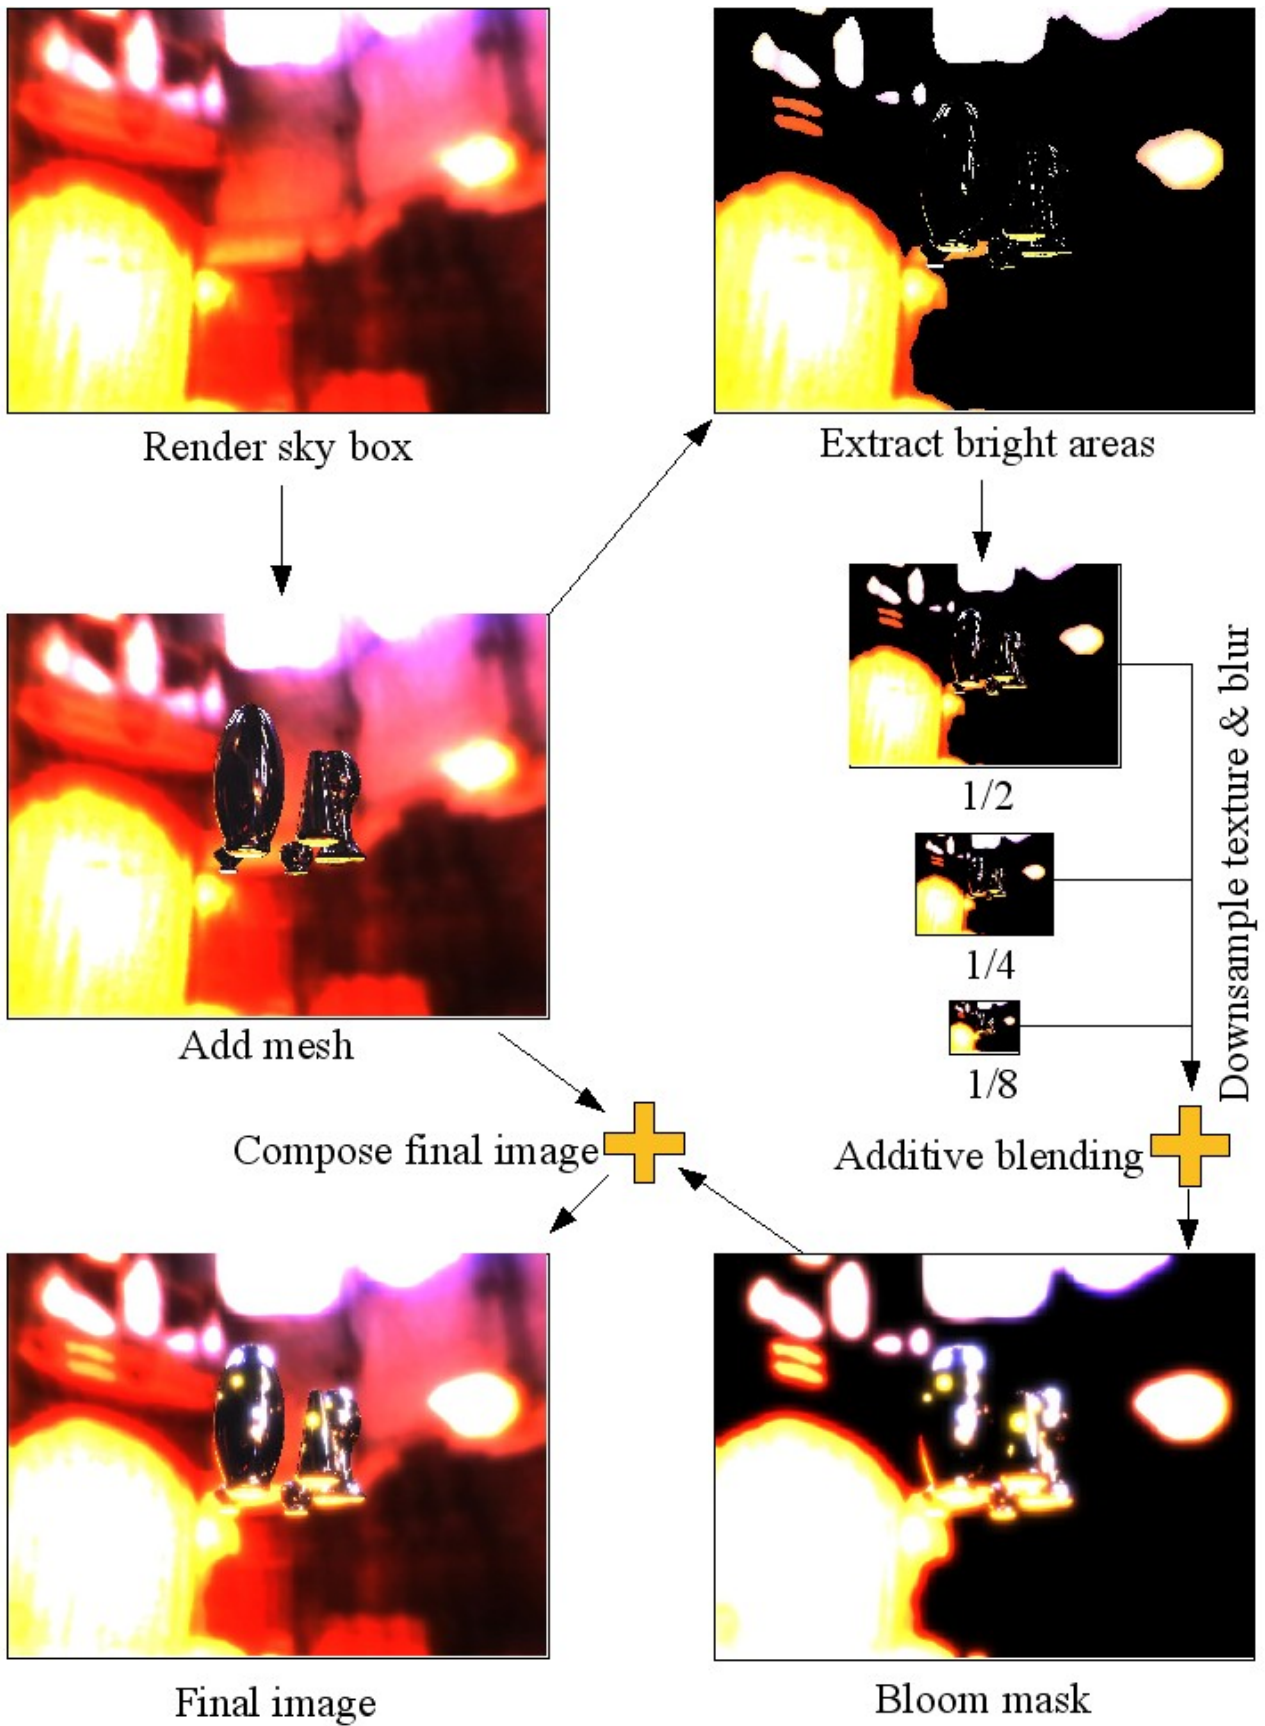 Render sky box
Extract bright areas
1/2
1/4
1/8
Downsample texture & blur
Add mesh
Compose final image
Additive blending
Final image
Bloom mask